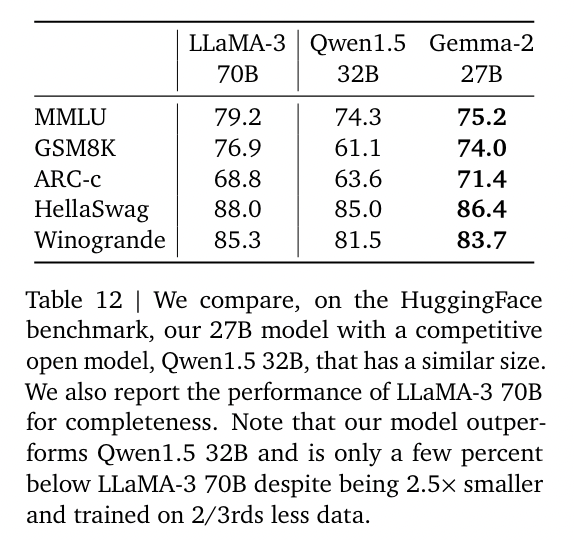 LLaMA-3 Qwen1.5 Gemma-2
70B 32B 27B
MMLU 79.2 74.3 75.2
GSM8K 76.9 61.1 74.0
ARC-c 68.8 63.6 71.4
HellaSwag 88.0 85.0 86.4
Winogrande 85.3 81.5 83.7
Table 12 | We compare, on the HuggingFace
benchmark, our 27B model with a competitive
open model, Qwen1.5 32B, that has a similar size.
We also report the performance of LLaMA-3 70B
for completeness. Note that our model outper-
forms Qwen1.5 32B and is only a few percent
below LLaMA-3 70B despite being 2.5× smaller
and trained on 2/3rds less data.